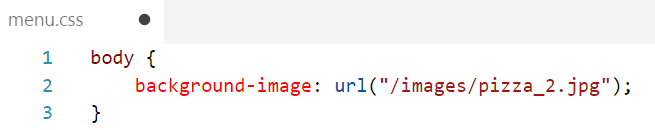 menu.css
1 body {
2 background-image: url("/images/pizza_2.jpg");
3 }